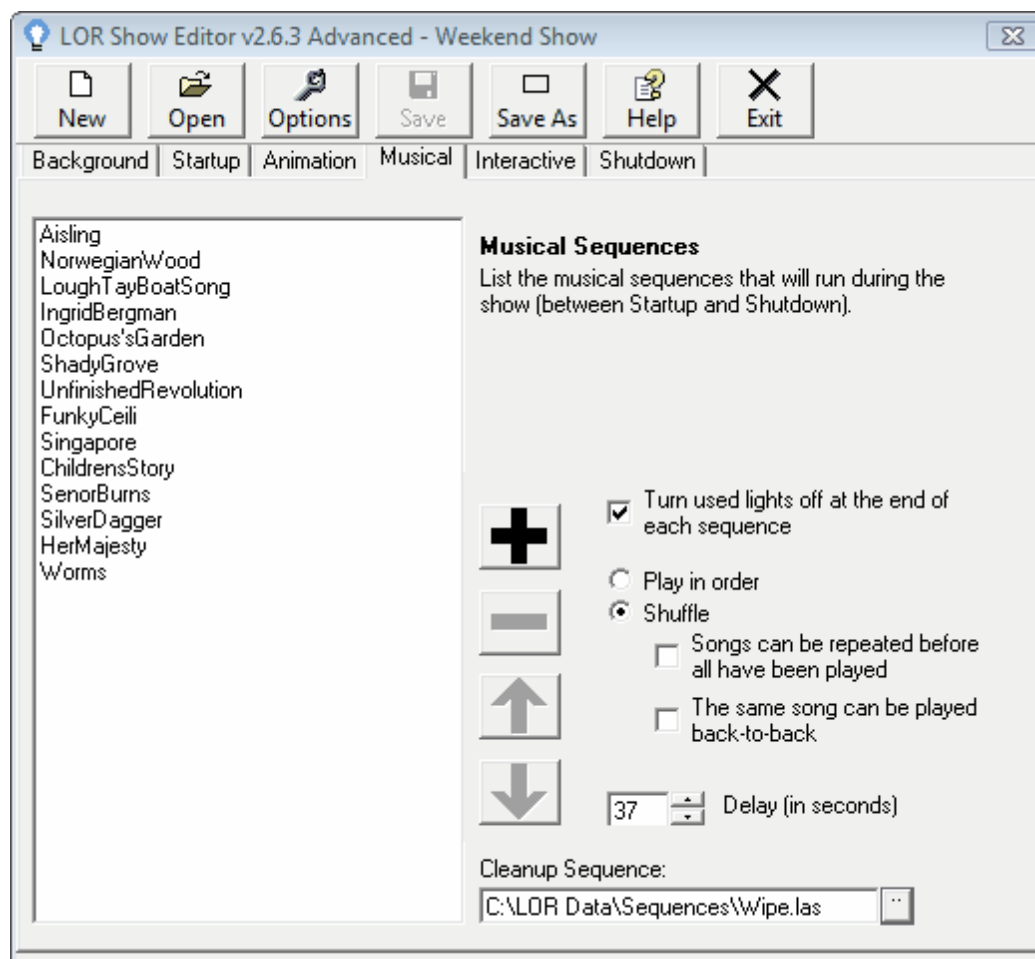 LOR Show Editor v2.6.3 Advanced - Weekend Show
New Open Options Save Save As Help Exit
Background Startup Animation Musical Interactive Shutdown
Aisling
NorwegianWood
LoughTayBoatSong
IngridBergman
Octopus'sGarden
ShadyGrove
UnfinishedRevolution
FunkyCeili
Singapore
ChildrensStory
SenorBurns
SilverDagger
HerMajesty
Worms
Musical Sequences
List the musical sequences that will run during the
show (between Startup and Shutdown).
Turn used lights off at the end of
each sequence
Play in order
Shuffle
Songs can be repeated before
all have been played
The same song can be played
back-to-back
37 Delay (in seconds)
Cleanup Sequence:
C:\LOR Data\Sequences\Wipe.las ..